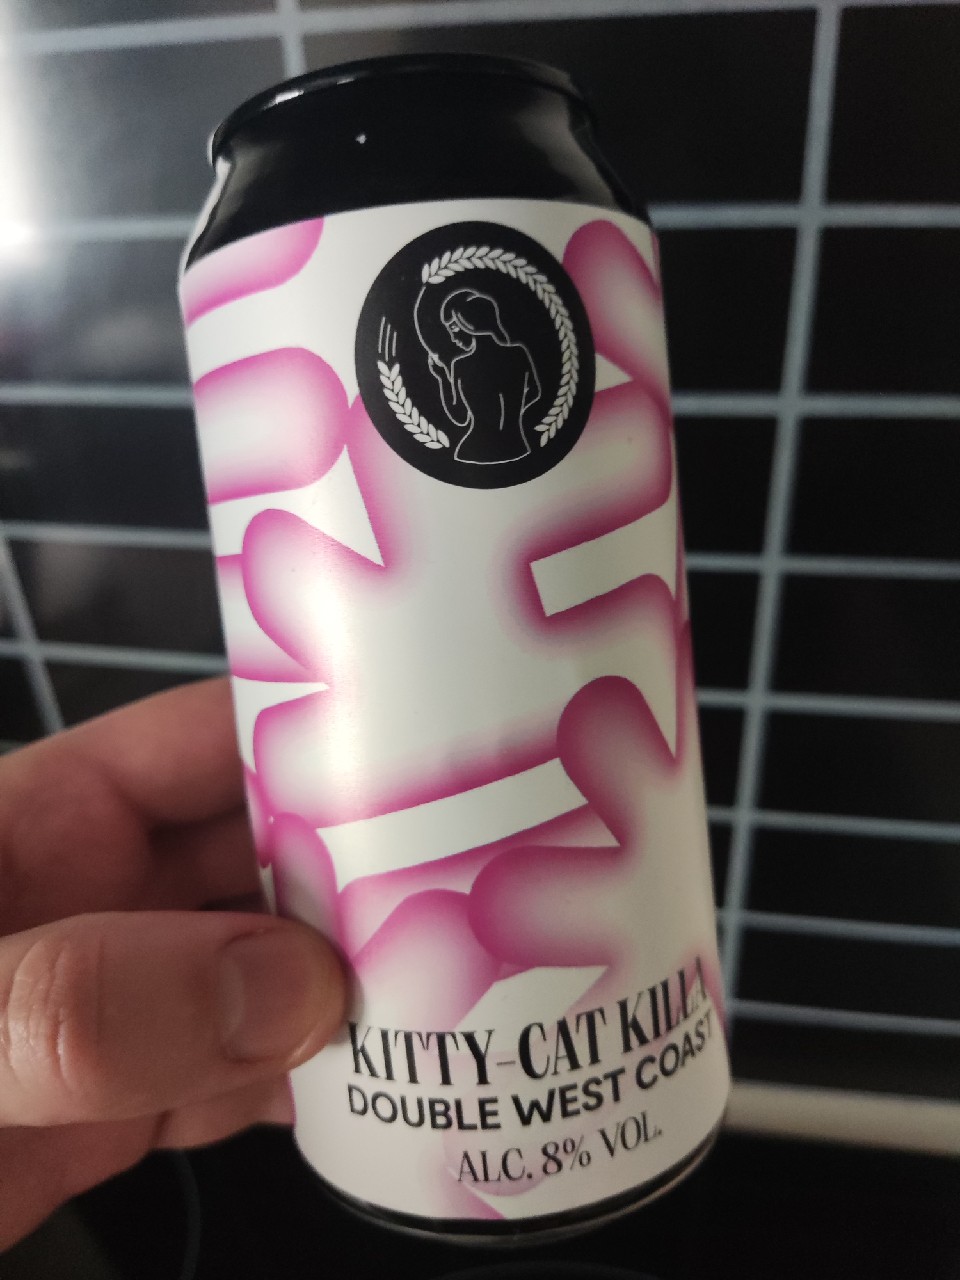 KITTY-CAT KILLA
DOUBLE WEST COAST
ALC. 8% VOL.